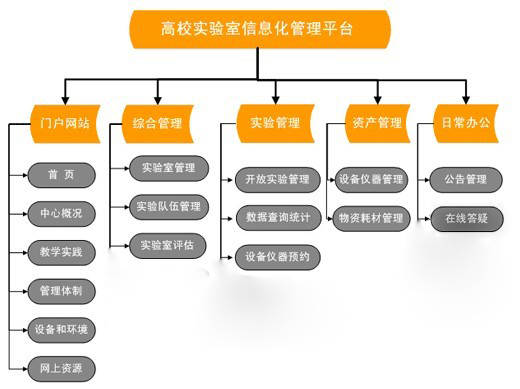 高校实验室信息化管理平台
门户网站
综合管理
实验管理
资产管理
日常办公
首 页
中心概况
教学实践
管理体制
设备和环境
网上资源
实验室管理
实验队伍管理
实验室评估
开放实验管理
数据查询统计
设备仪器预约
设备仪器管理
物资耗材管理
公告管理
在线答疑